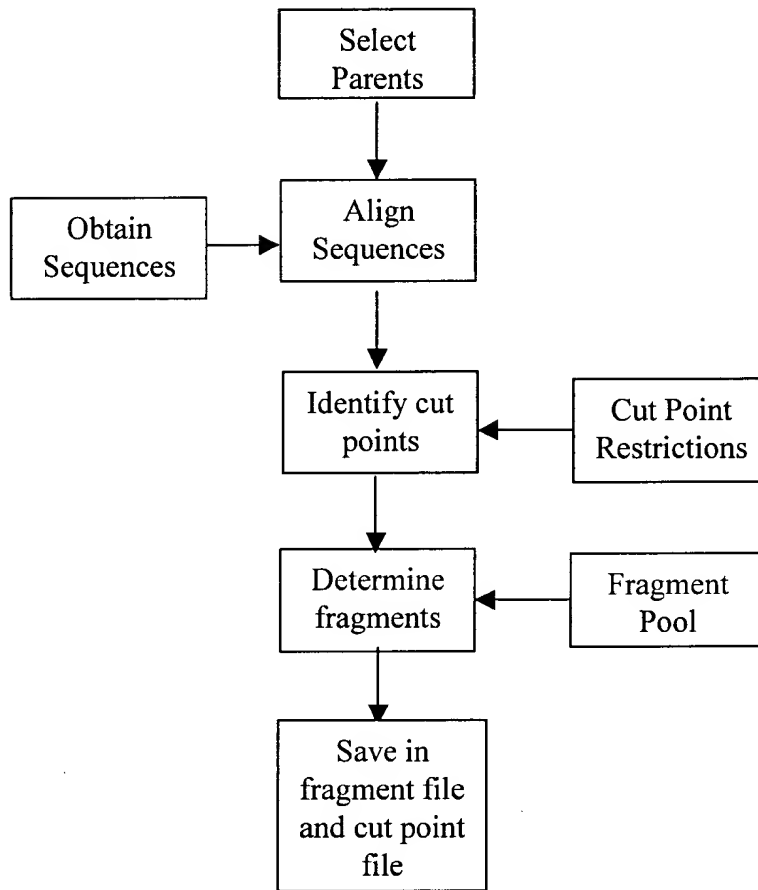 Select
Parents
Obtain
Sequences
Align
Sequences
Identify cut
points
Cut Point
Restrictions
Determine
fragments
Fragment
Pool
Save in
fragment file
and cut point
file